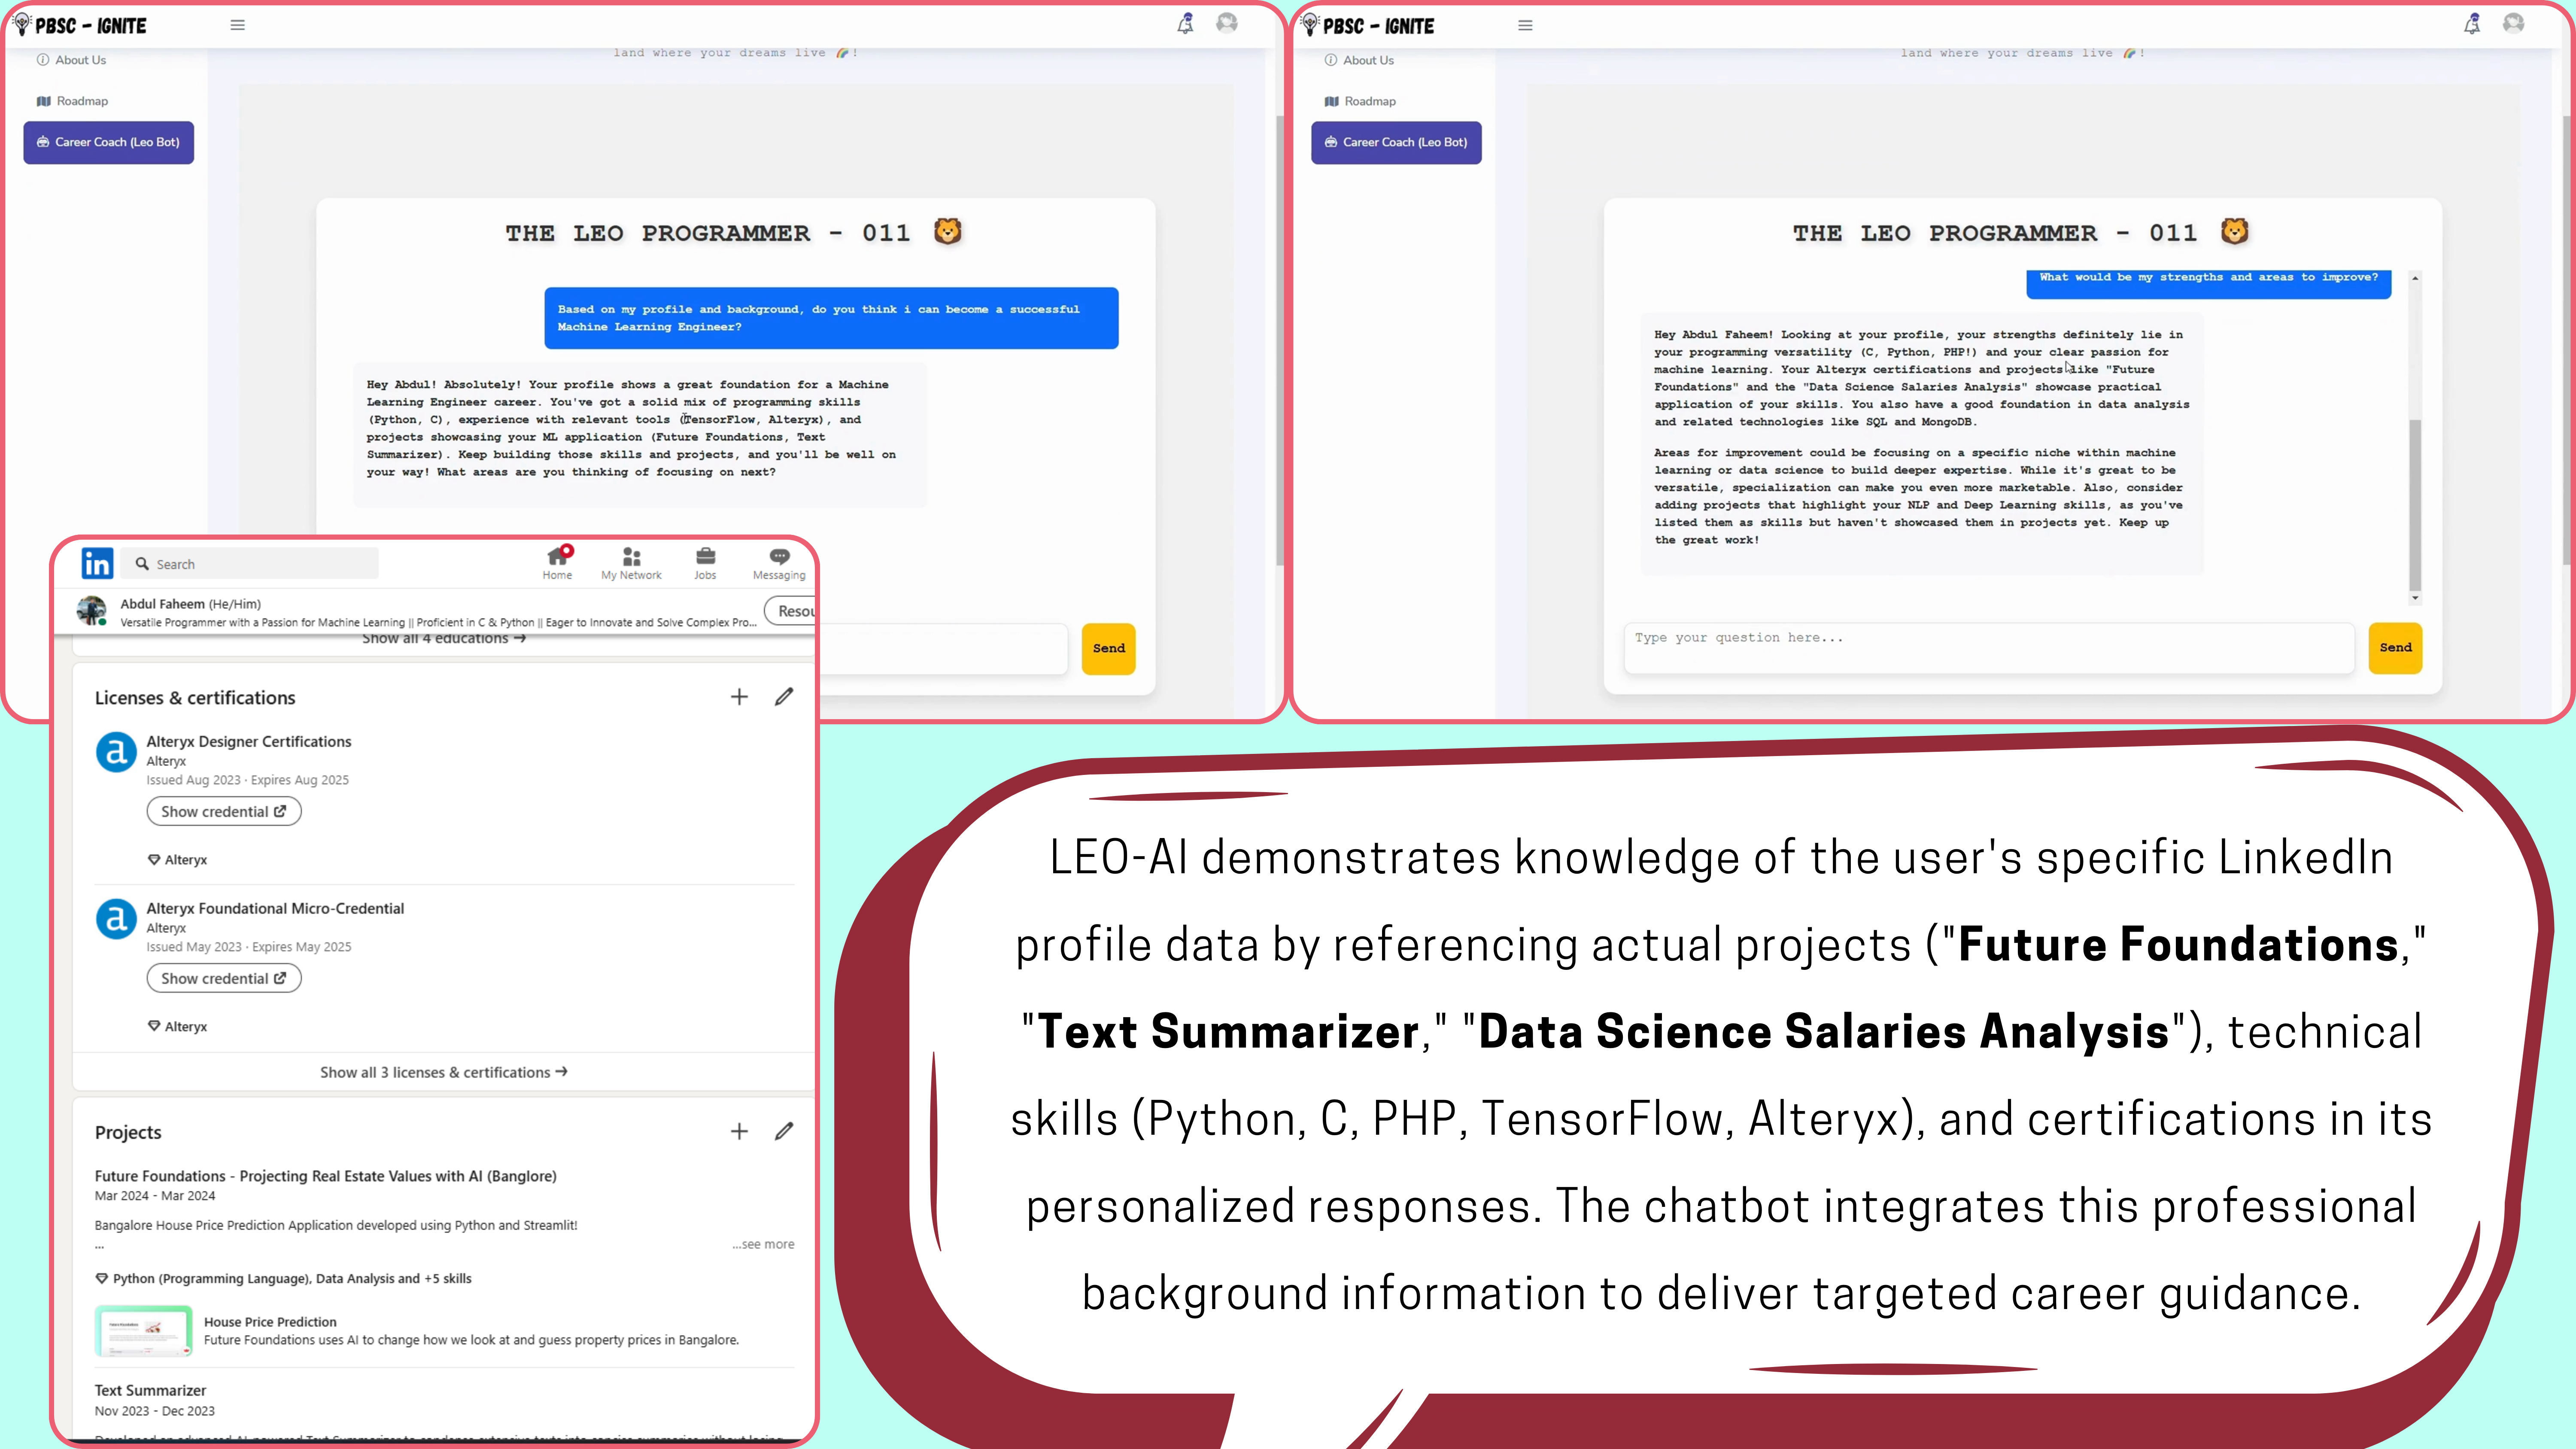 PBSC - IGNITE
land where your dreams live 🌈!
About Us
Roadmap
Career Coach (Leo Bot)
THE LEO PROGRAMMER - 011 🦁
Based on my profile and background, do you think i can become a successful
Machine Learning Engineer?
Hey Abdul! Absolutely! Your profile shows a great foundation for a Machine
Learning Engineer career. You've got a solid mix of programming skills
(Python, C), experience with relevant tools (TensorFlow, Alteryx), and
projects showcasing your ML application (Future Foundations, Text
Summarizer). Keep building those skills and projects, and you'll be well on
your way! What areas are you thinking of focusing on next?
Send
PBSC - IGNITE
land where your dreams live 🌈!
About Us
Roadmap
Career Coach (Leo Bot)
THE LEO PROGRAMMER - 011 🦁
What would be my strengths and areas to improve?
Hey Abdul Faheem! Looking at your profile, your strengths definitely lie in
your programming versatility (C, Python, PHP!) and your clear passion for
machine learning. Your Alteryx certifications and projects like "Future
Foundations" and the "Data Science Salaries Analysis" showcase practical
application of your skills. You also have a good foundation in data analysis
and related technologies like SQL and MongoDB.
Areas for improvement could be focusing on a specific niche within machine
learning or data science to build deeper expertise. While it's great to be
versatile, specialization can make you even more marketable. Also, consider
adding projects that highlight your NLP and Deep Learning skills, as you've
listed them as skills but haven't showcased them in projects yet. Keep up
the great work!
Type your question here...
Send
in
Search
Home
My Network
Jobs
Messaging
Abdul Faheem (He/Him)
Versatile Programmer with a Passion for Machine Learning || Proficient in C & Python || Eager to Innovate and Solve Complex Pro...
Resou
Show all 4 educations →
Licenses & certifications
Alteryx Designer Certifications
Alteryx
Issued Aug 2023 · Expires Aug 2025
Show credential
Alteryx
Alteryx Foundational Micro-Credential
Alteryx
Issued May 2023 · Expires May 2025
Show credential
Alteryx
Show all 3 licenses & certifications →
Projects
Future Foundations - Projecting Real Estate Values with AI (Banglore)
Mar 2024 - Mar 2024
Bangalore House Price Prediction Application developed using Python and Streamlit!
...
...see more
Python (Programming Language), Data Analysis and +5 skills
House Price Prediction
Future Foundations uses AI to change how we look at and guess property prices in Bangalore.
Text Summarizer
Nov 2023 - Dec 2023
LEO-AI demonstrates knowledge of the user's specific LinkedIn
profile data by referencing actual projects ("Future Foundations,"
"Text Summarizer," "Data Science Salaries Analysis"), technical
skills (Python, C, PHP, TensorFlow, Alteryx), and certifications in its
personalized responses. The chatbot integrates this professional
background information to deliver targeted career guidance.